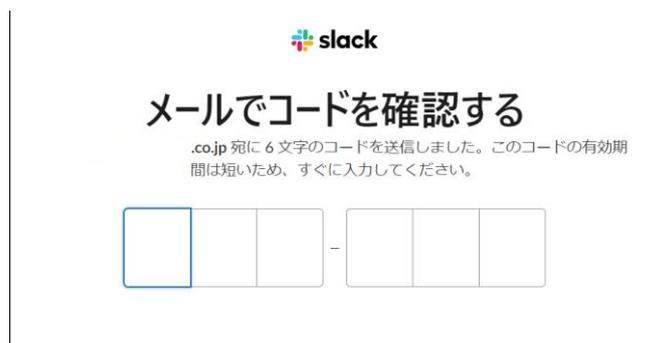 slack
メールでコードを確認する
.co.jp 宛に 6 文字のコードを送信しました。このコードの有効期
間は短いため、すぐに入力してください。
–